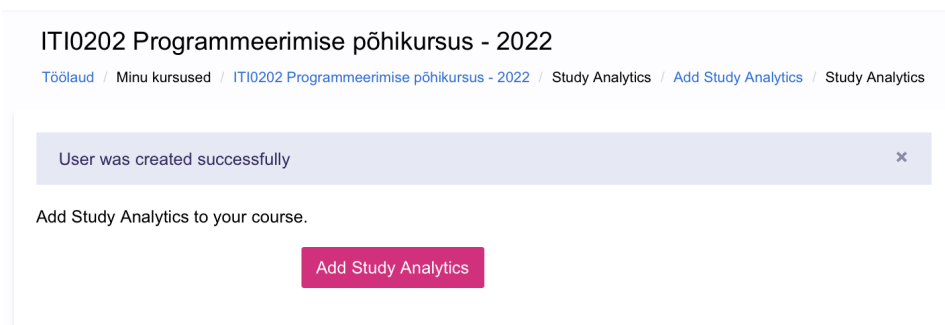 ITI0202 Programmeerimise põhikursus - 2022
Töölaud / Minu kursused / ITI0202 Programmeerimise põhikursus - 2022 / Study Analytics / Add Study Analytics / Study Analytics
User was created successfully ×
Add Study Analytics to your course.
Add Study Analytics